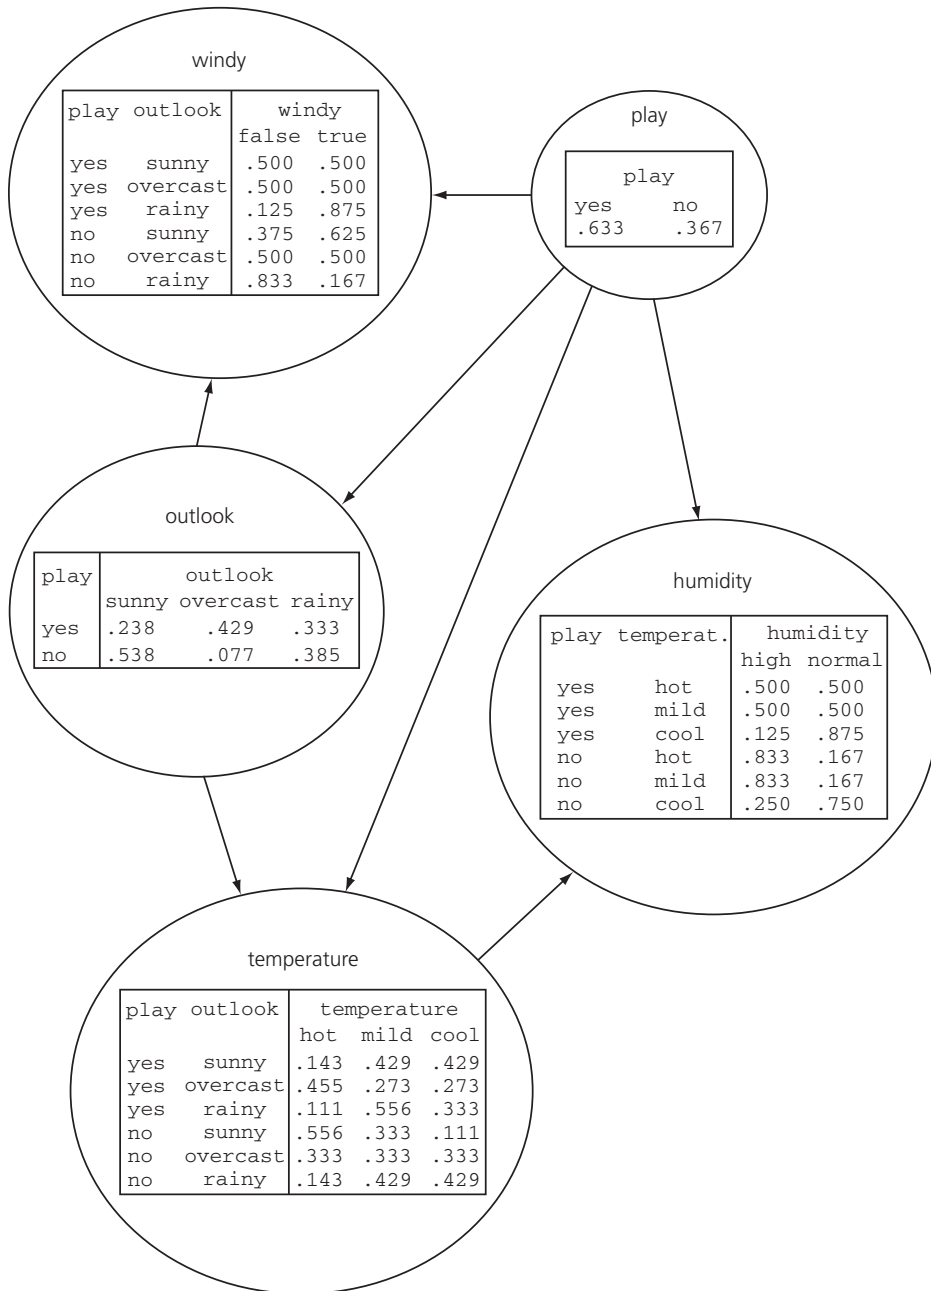 windy
play outlook windy
false true
yes sunny .500 .500
yes overcast .500 .500
yes rainy .125 .875
no sunny .375 .625
no overcast .500 .500
no rainy .833 .167
play
play
yes no
.633 .367
outlook
play outlook
sunny overcast rainy
yes .238 .429 .333
no .538 .077 .385
humidity
play temperat. humidity
high normal
yes hot .500 .500
yes mild .500 .500
yes cool .125 .875
no hot .833 .167
no mild .833 .167
no cool .250 .750
temperature
play outlook temperature
hot mild cool
yes sunny .143 .429 .429
yes overcast .455 .273 .273
yes rainy .111 .556 .333
no sunny .556 .333 .111
no overcast .333 .333 .333
no rainy .143 .429 .429